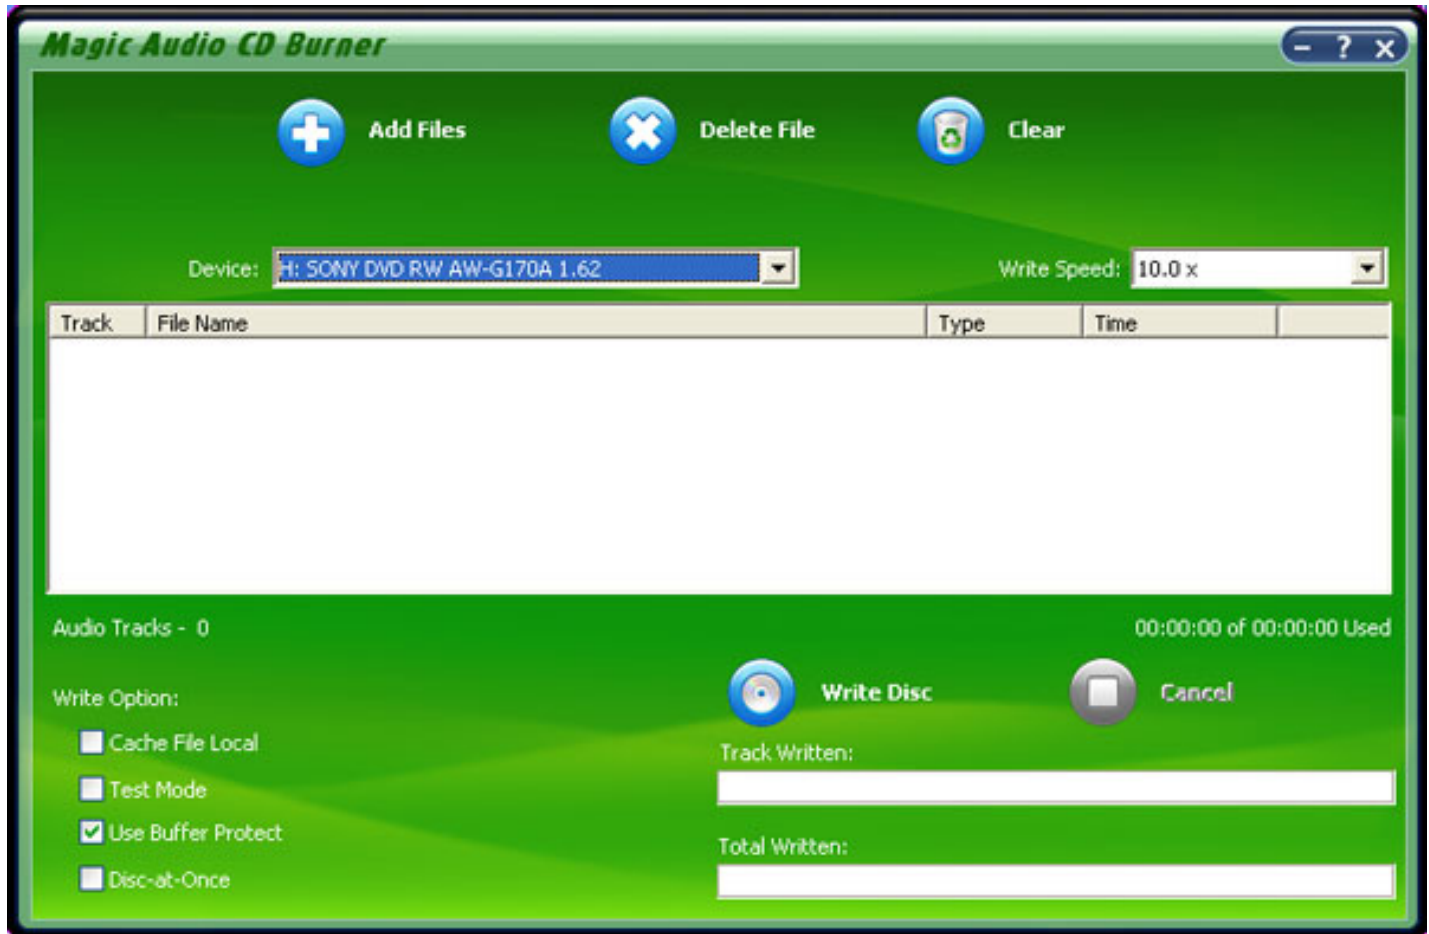 Magic Audio CD Burner
- ? x
Add Files Delete File Clear
Device: H: SONY DVD RW AW-G170A 1.62 Write Speed: 10.0 x
Track File Name Type Time
Audio Tracks - 0 00:00:00 of 00:00:00 Used
Write Disc Cancel
Write Option:
Cache File Local
Test Mode
Use Buffer Protect
Disc-at-Once
Track Written:
Total Written: